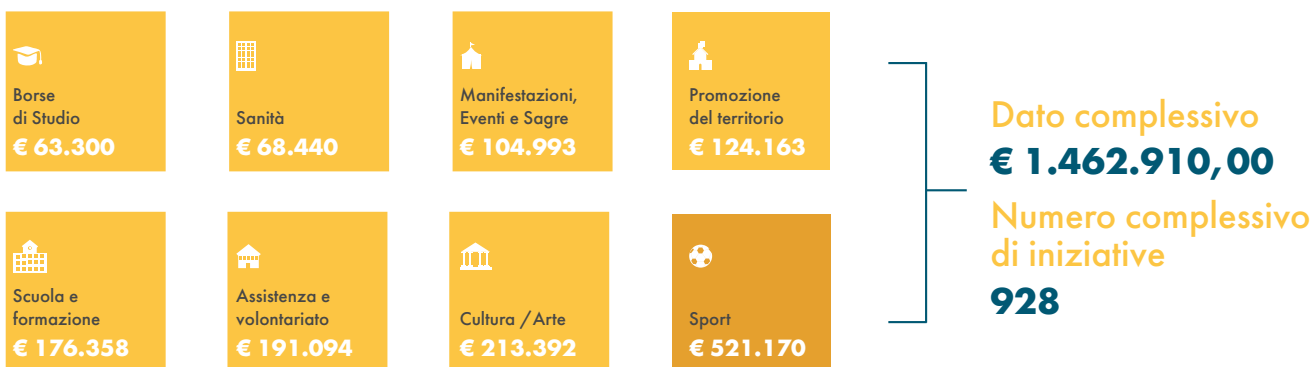 Borse
di Studio
€ 63.300
Sanità
€ 68.440
Manifestazioni,
Eventi e Sagre
€ 104.993
Promozione
del territorio
€ 124.163
Scuola e
formazione
€ 176.358
Assistenza e
volontariato
€ 191.094
Cultura / Arte
€ 213.392
Sport
€ 521.170
Dato complessivo
€ 1.462.910,00
Numero complessivo
di iniziative
928